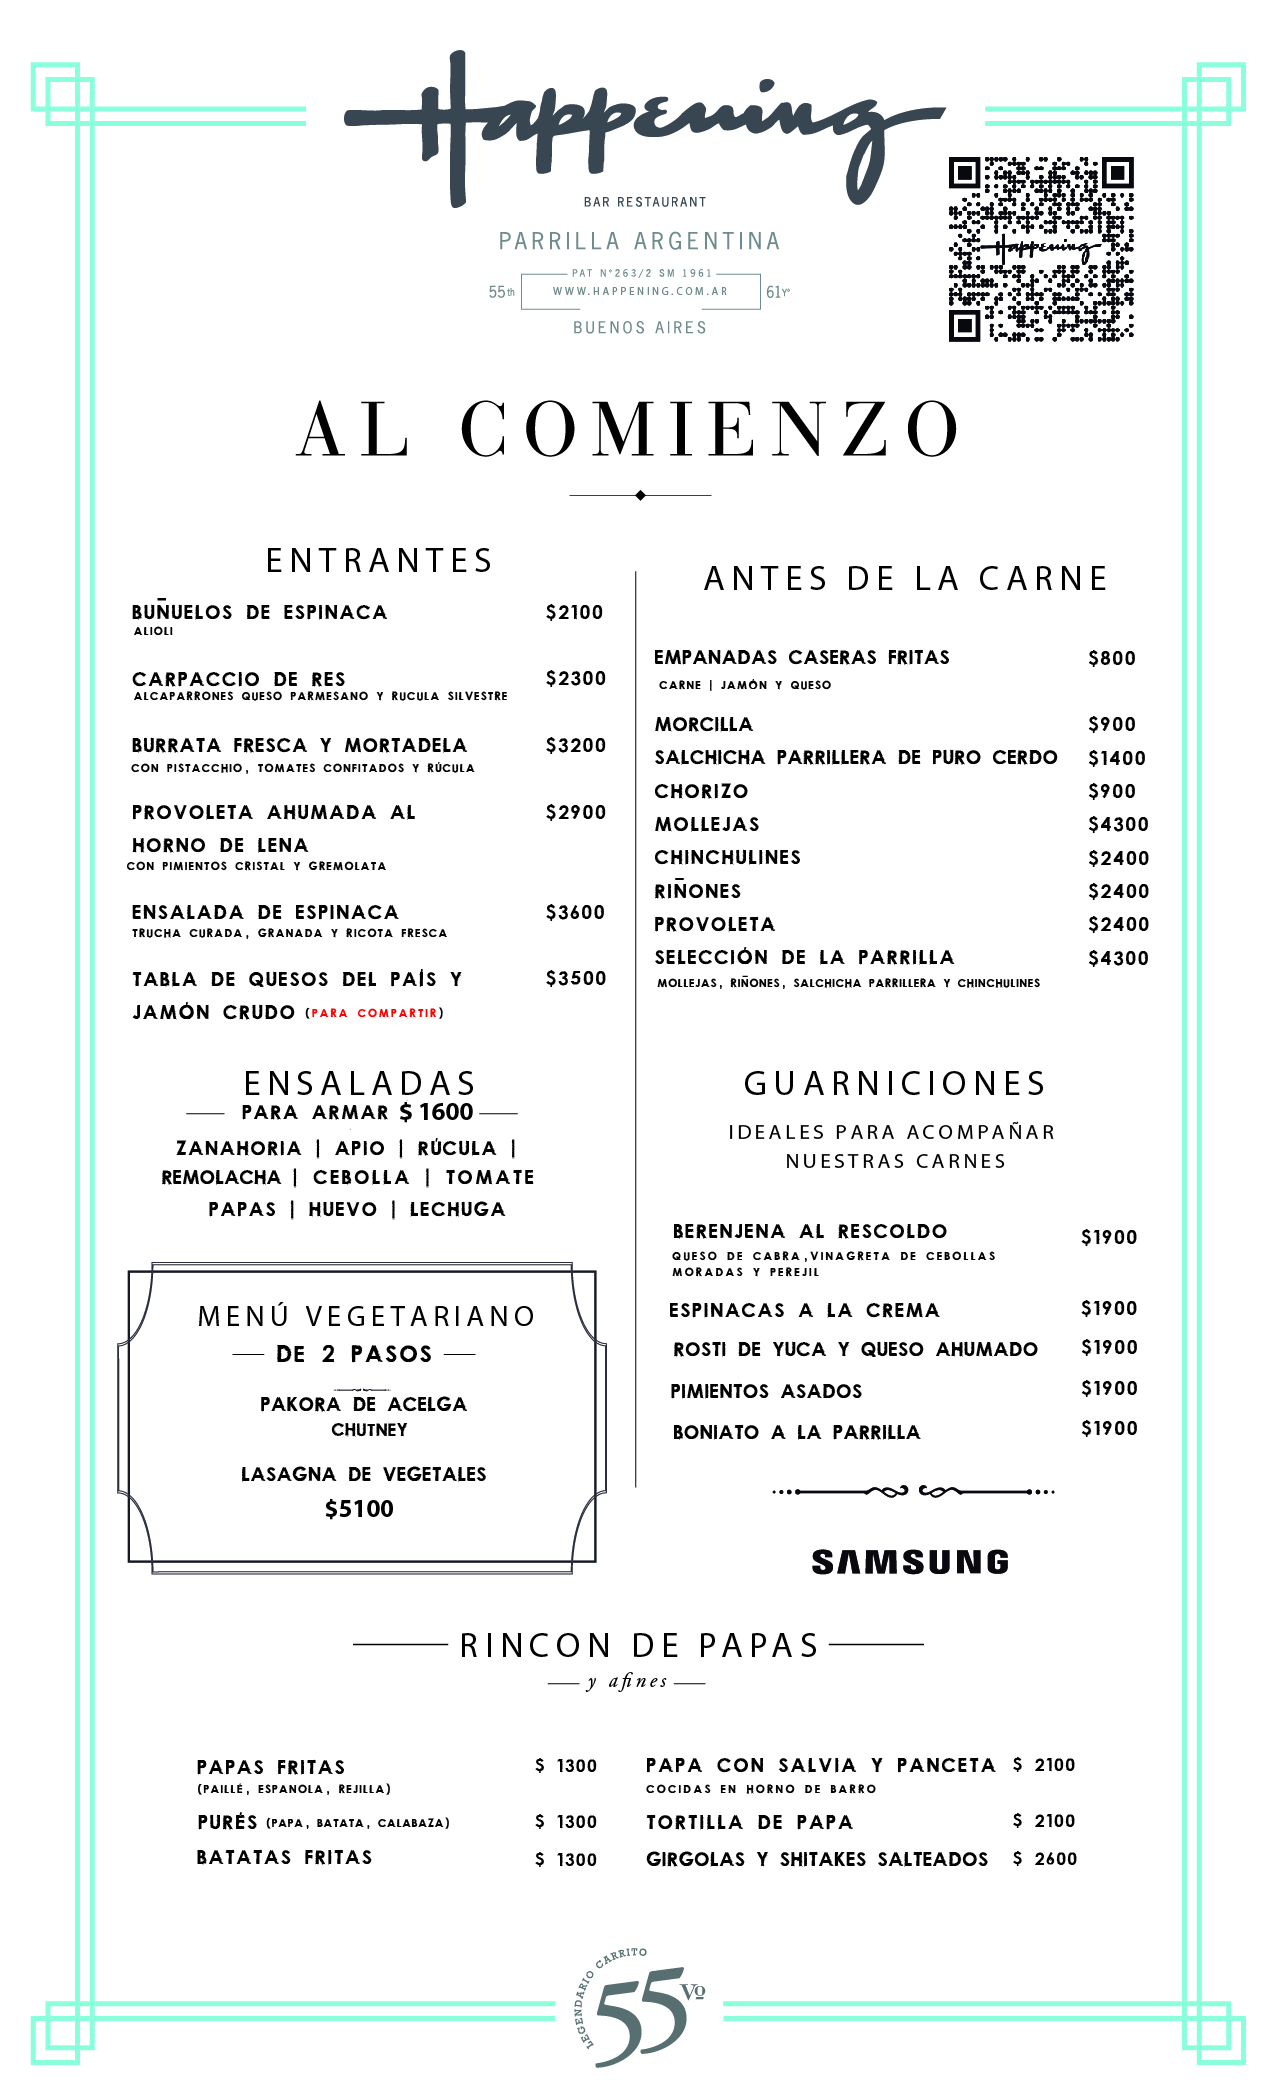 Happening
BAR RESTAURANT
PARRILLA ARGENTINA
PAT N°263/2 SM 1961
55th WWW.HAPPENING.COM.AR 61Yº
BUENOS AIRES
Happening
AL COMIENZO
ENTRANTES
BUÑUELOS DE ESPINACA $2100
ALIOLI
CARPACCIO DE RES $2300
ALCAPARRONES QUESO PARMESANO Y RUCULA SILVESTRE
BURRATA FRESCA Y MORTADELA $3200
CON PISTACCHIO, TOMATES CONFITADOS Y RÚCULA
PROVOLETA AHUMADA AL $2900
HORNO DE LENA
CON PIMIENTOS CRISTAL Y GREMOLATA
ENSALADA DE ESPINACA $3600
TRUCHA CURADA, GRANADA Y RICOTA FRESCA
TABLA DE QUESOS DEL PAÍS Y $3500
JAMÓN CRUDO (PARA COMPARTIR)
ANTES DE LA CARNE
EMPANADAS CASERAS FRITAS $800
CARNE | JAMÓN Y QUESO
MORCILLA $900
SALCHICHA PARRILLERA DE PURO CERDO $1400
CHORIZO $900
MOLLEJAS $4300
CHINCHULINES $2400
RIÑONES $2400
PROVOLETA $2400
SELECCIÓN DE LA PARRILLA $4300
MOLLEJAS, RIÑONES, SALCHICHA PARRILLERA Y CHINCHULINES
ENSALADAS
PARA ARMAR $ 1600
ZANAHORIA | APIO | RÚCULA |
REMOLACHA | CEBOLLA | TOMATE
PAPAS | HUEVO | LECHUGA
MENÚ VEGETARIANO
DE 2 PASOS
PAKORA DE ACELGA
CHUTNEY
LASAGNA DE VEGETALES
$5100
GUARNICIONES
IDEALES PARA ACOMPAÑAR
NUESTRAS CARNES
BERENJENA AL RESCOLDO $1900
QUESO DE CABRA,VINAGRETA DE CEBOLLAS
MORADAS Y PEREJIL
ESPINACAS A LA CREMA $1900
ROSTI DE YUCA Y QUESO AHUMADO $1900
PIMIENTOS ASADOS $1900
BONIATO A LA PARRILLA $1900
SAMSUNG
RINCON DE PAPAS
y afines
PAPAS FRITAS $ 1300
(PAILLÉ, ESPANOLA, REJILLA)
PURÉS (PAPA, BATATA, CALABAZA) $ 1300
BATATAS FRITAS $ 1300
PAPA CON SALVIA Y PANCETA $ 2100
COCIDAS EN HORNO DE BARRO
TORTILLA DE PAPA $ 2100
GIRGOLAS Y SHITAKES SALTEADOS $ 2600
LEGENDARIO CARRITO
55 Vº